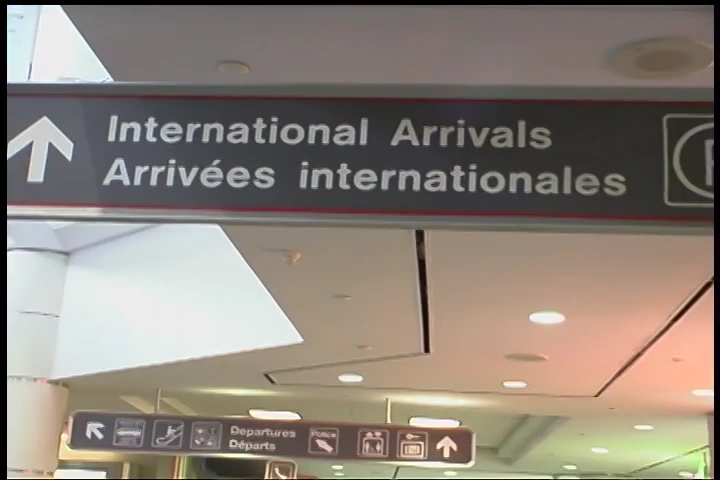 International Arrivals
Arrivées internationales
Departures
Départs
Police